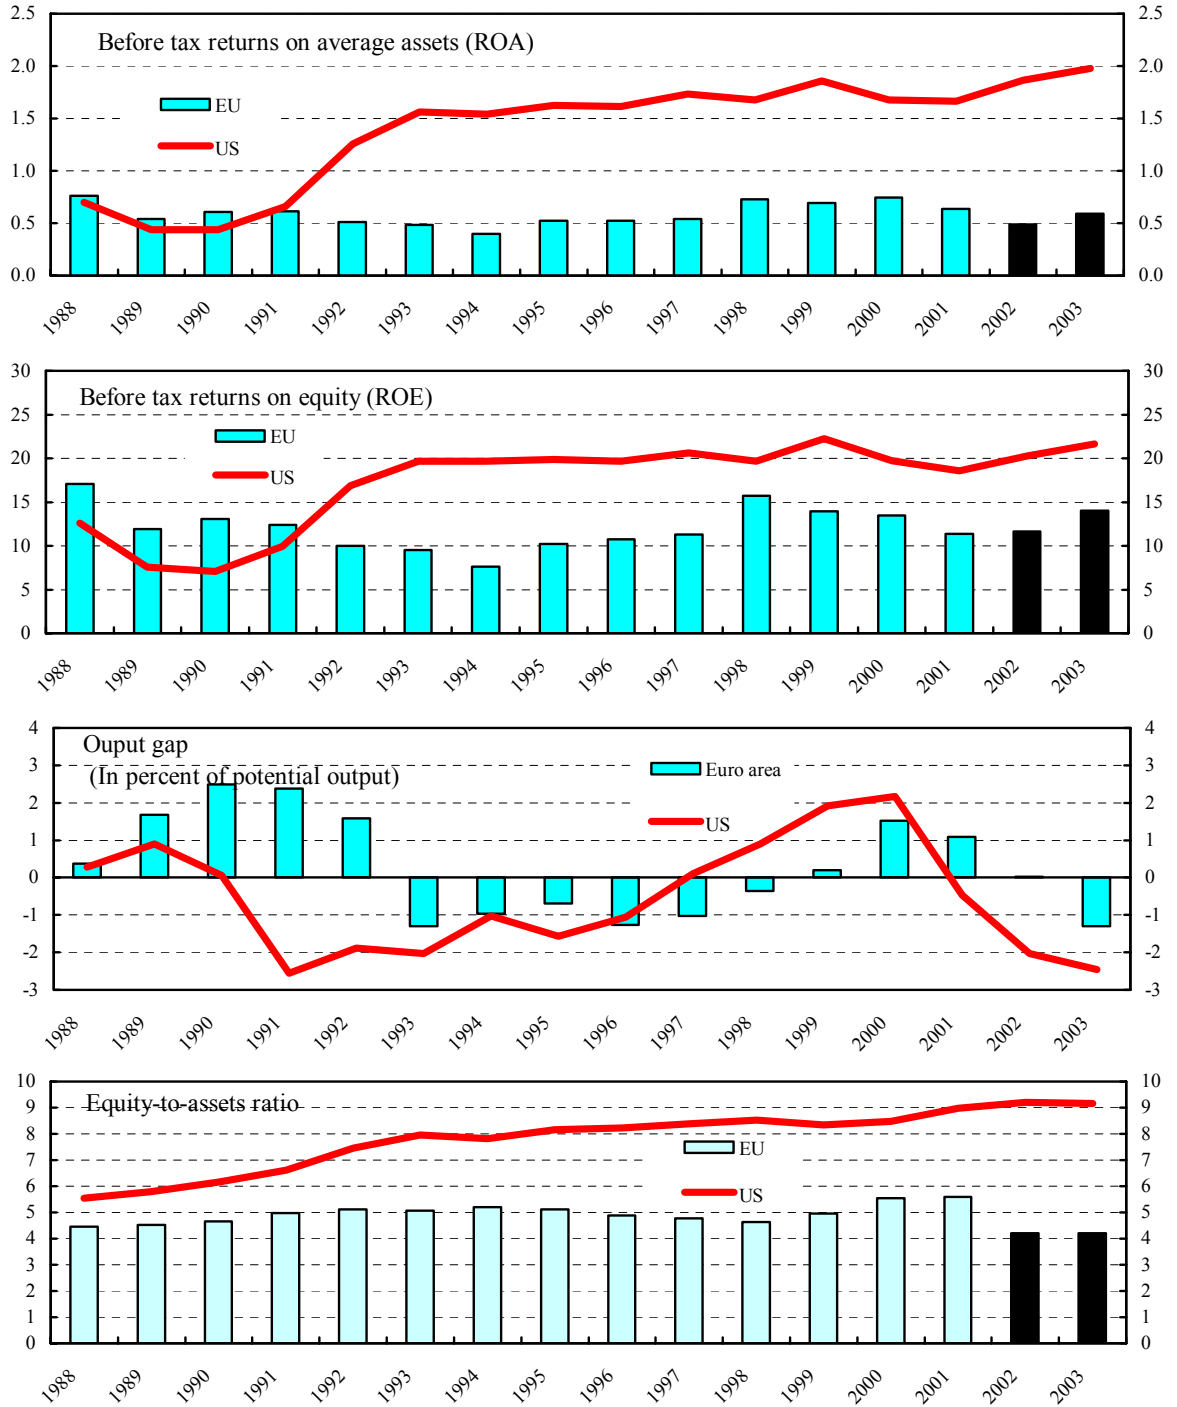 Before tax returns on average assets (ROA)
EU
US
2.5 2.5
2.0 2.0
1.5 1.5
1.0 1.0
0.5 0.5
0.0 0.0
1988 1989 1990 1991 1992 1993 1994 1995 1996 1997 1998 1999 2000 2001 2002 2003
Before tax returns on equity (ROE)
EU
US
30 30
25 25
20 20
15 15
10 10
5 5
0 0
1988 1989 1990 1991 1992 1993 1994 1995 1996 1997 1998 1999 2000 2001 2002 2003
Ouput gap
(In percent of potential output)
Euro area
US
4 4
3 3
2 2
1 1
0 0
-1 -1
-2 -2
-3 -3
1988 1989 1990 1991 1992 1993 1994 1995 1996 1997 1998 1999 2000 2001 2002 2003
Equity-to-assets ratio
EU
US
10 10
9 9
8 8
7 7
6 6
5 5
4 4
3 3
2 2
1 1
0 0
1988 1989 1990 1991 1992 1993 1994 1995 1996 1997 1998 1999 2000 2001 2002 2003